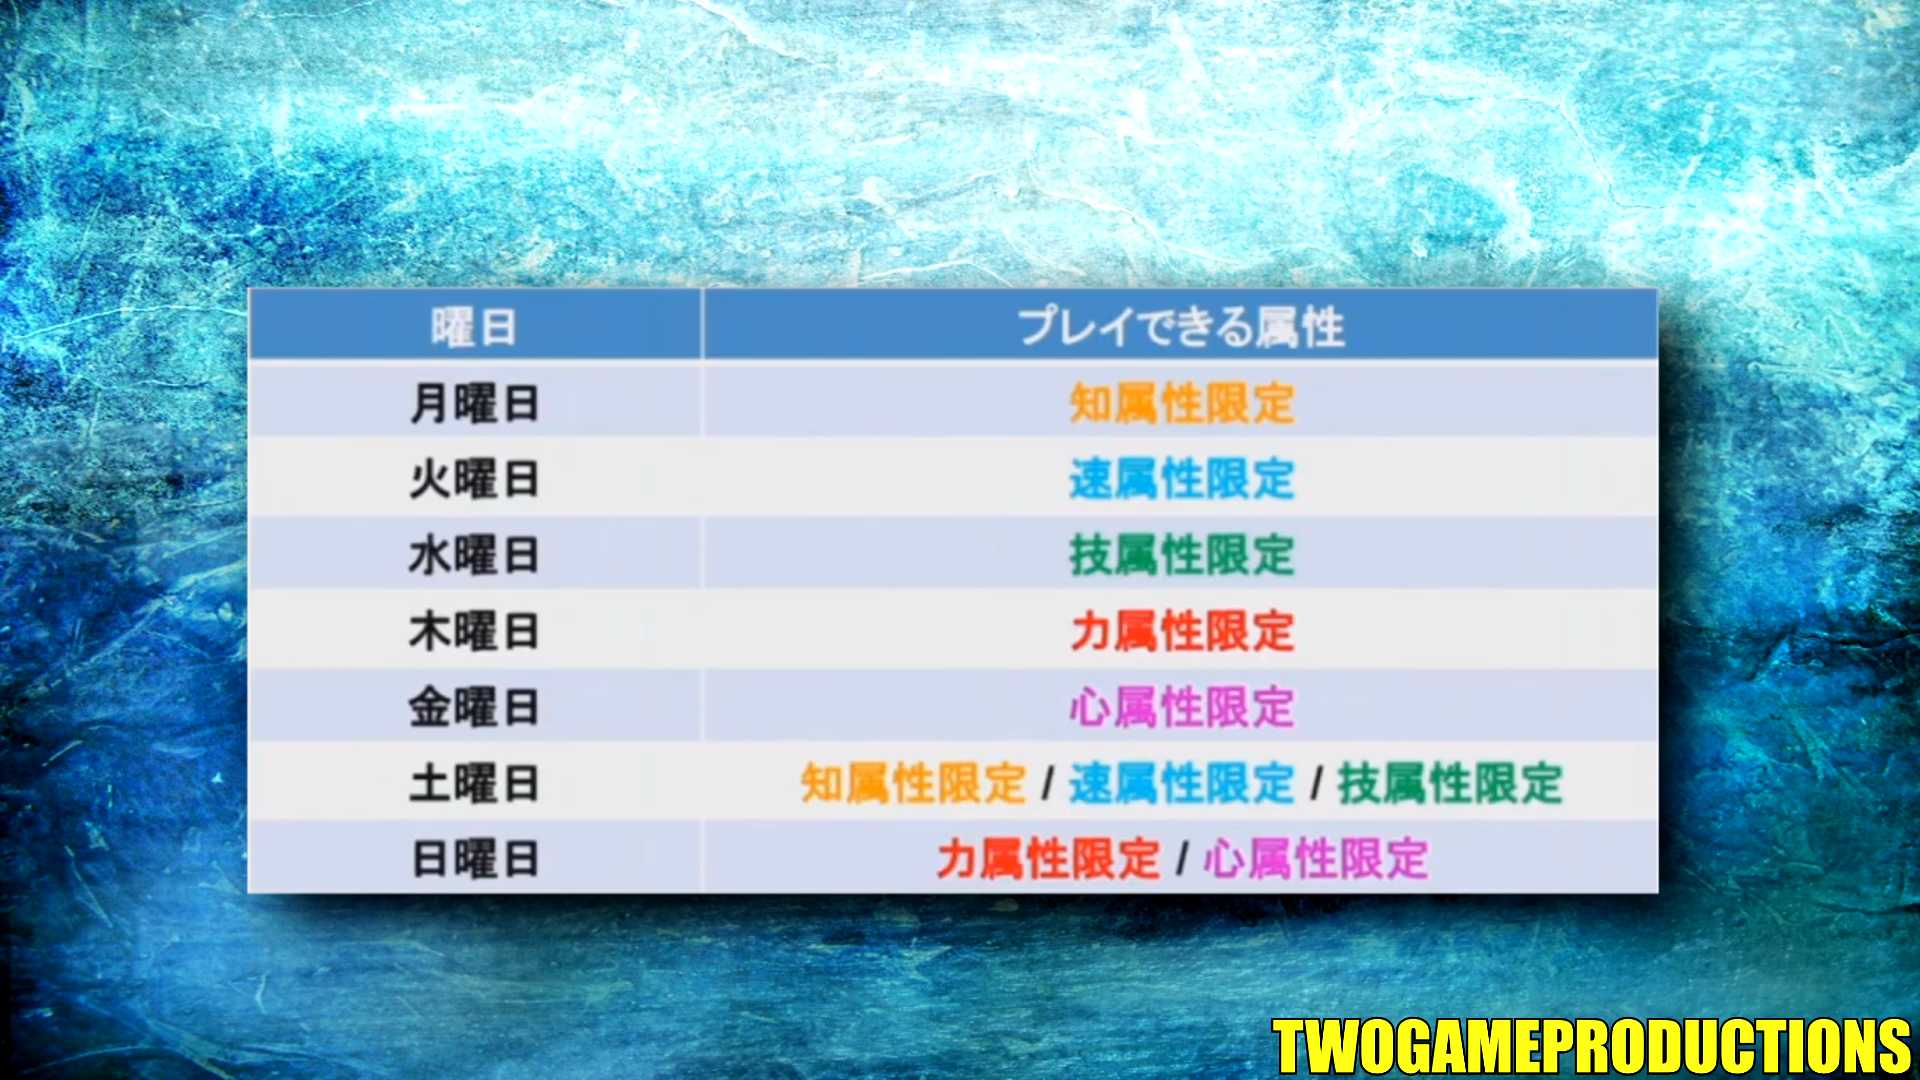 曜日 プレイできる属性
月曜日 知属性限定
火曜日 速属性限定
水曜日 技属性限定
木曜日 力属性限定
金曜日 心属性限定
土曜日 知属性限定 / 速属性限定 / 技属性限定
日曜日 力属性限定 / 心属性限定
TWOGAMEPRODUCTIONS